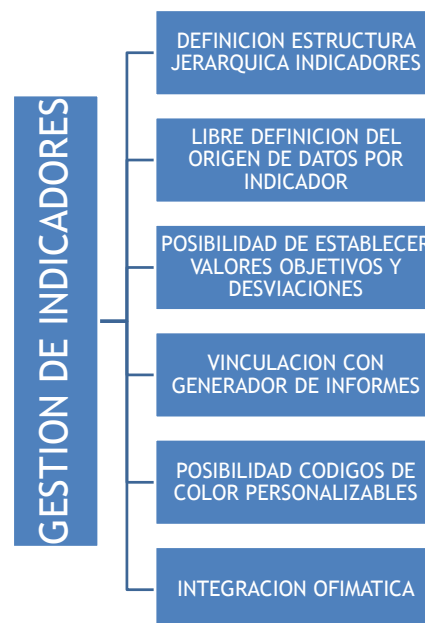 GESTION DE INDICADORES
DEFINICION ESTRUCTURA
JERARQUICA INDICADORES
LIBRE DEFINICION DEL
ORIGEN DE DATOS POR
INDICADOR
POSIBILIDAD DE ESTABLECER
VALORES OBJETIVOS Y
DESVIACIONES
VINCULACION CON
GENERADOR DE INFORMES
POSIBILIDAD CODIGOS DE
COLOR PERSONALIZABLES
INTEGRACION OFIMATICA